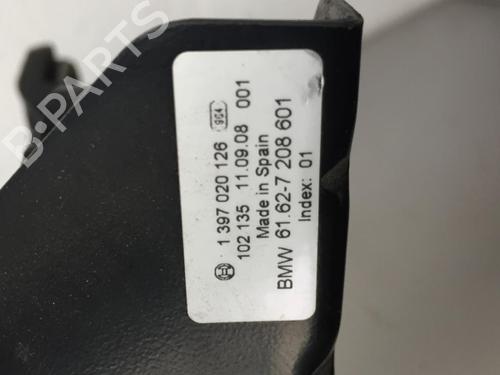 1 397 020 126 904
102 135 11.09.08 001
Made in Spain
BMW 61.62-7 208 601
Index: 01
B-PARTS